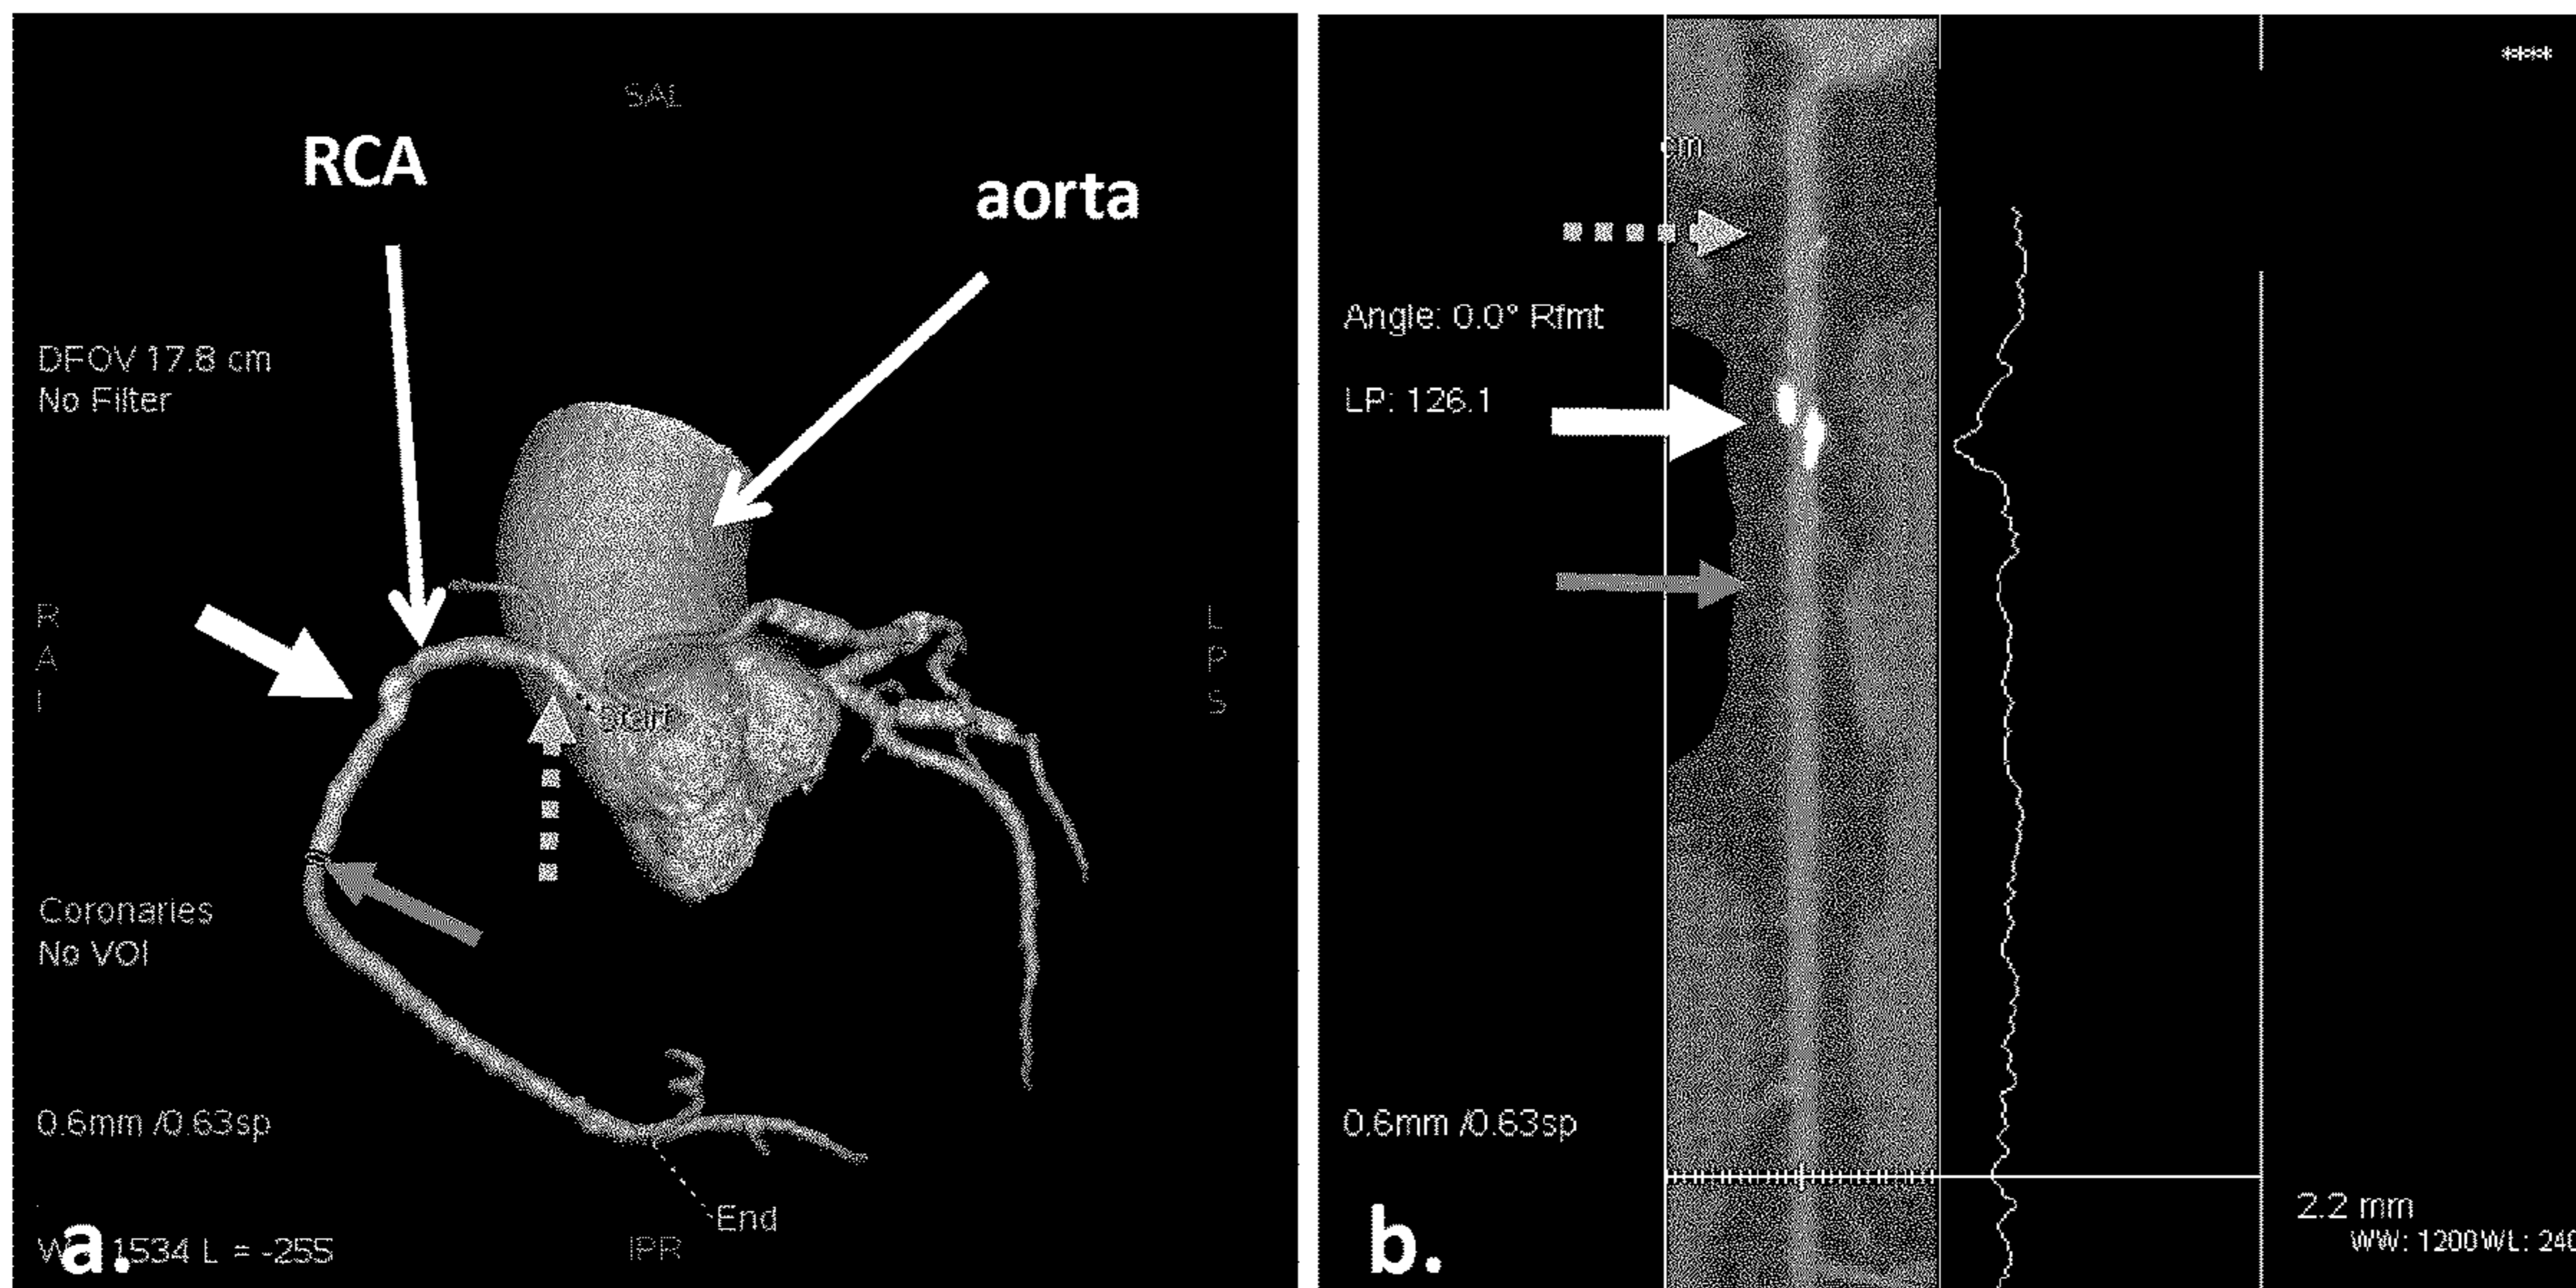 SAL
RCA
aorta
DFOV 17.8 cm
No Filter
R
A
I
L
P
S
Start
Coronaries
No VOI
0.6mm /0.63sp
End
1534 L = -255
IPR
a.
****
cm
Angle: 0.0° Rfmt
LP: 126.1
0.6mm /0.63sp
2.2 mm
WW: 1200WL: 240
b.